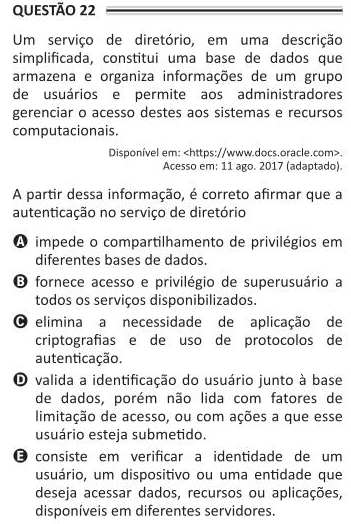 QUESTÃO 22
Um serviço de diretório, em uma descrição
simplificada, constitui uma base de dados que
armazena e organiza informações de um grupo
de usuários e permite aos administradores
gerenciar o acesso destes aos sistemas e recursos
computacionais.
Disponível em: <https://www.docs.oracle.com>.
Acesso em: 11 ago. 2017 (adaptado).
A partir dessa informação, é correto afirmar que a
autenticação no serviço de diretório
A impede o compartilhamento de privilégios em
diferentes bases de dados.
B fornece acesso e privilégio de superusuário a
todos os serviços disponibilizados.
C elimina a necessidade de aplicação de
criptografias e de uso de protocolos de
autenticação.
D valida a identificação do usuário junto à base
de dados, porém não lida com fatores de
limitação de acesso, ou com ações a que esse
usuário esteja submetido.
E consiste em verificar a identidade de um
usuário, um dispositivo ou uma entidade que
deseja acessar dados, recursos ou aplicações,
disponíveis em diferentes servidores.